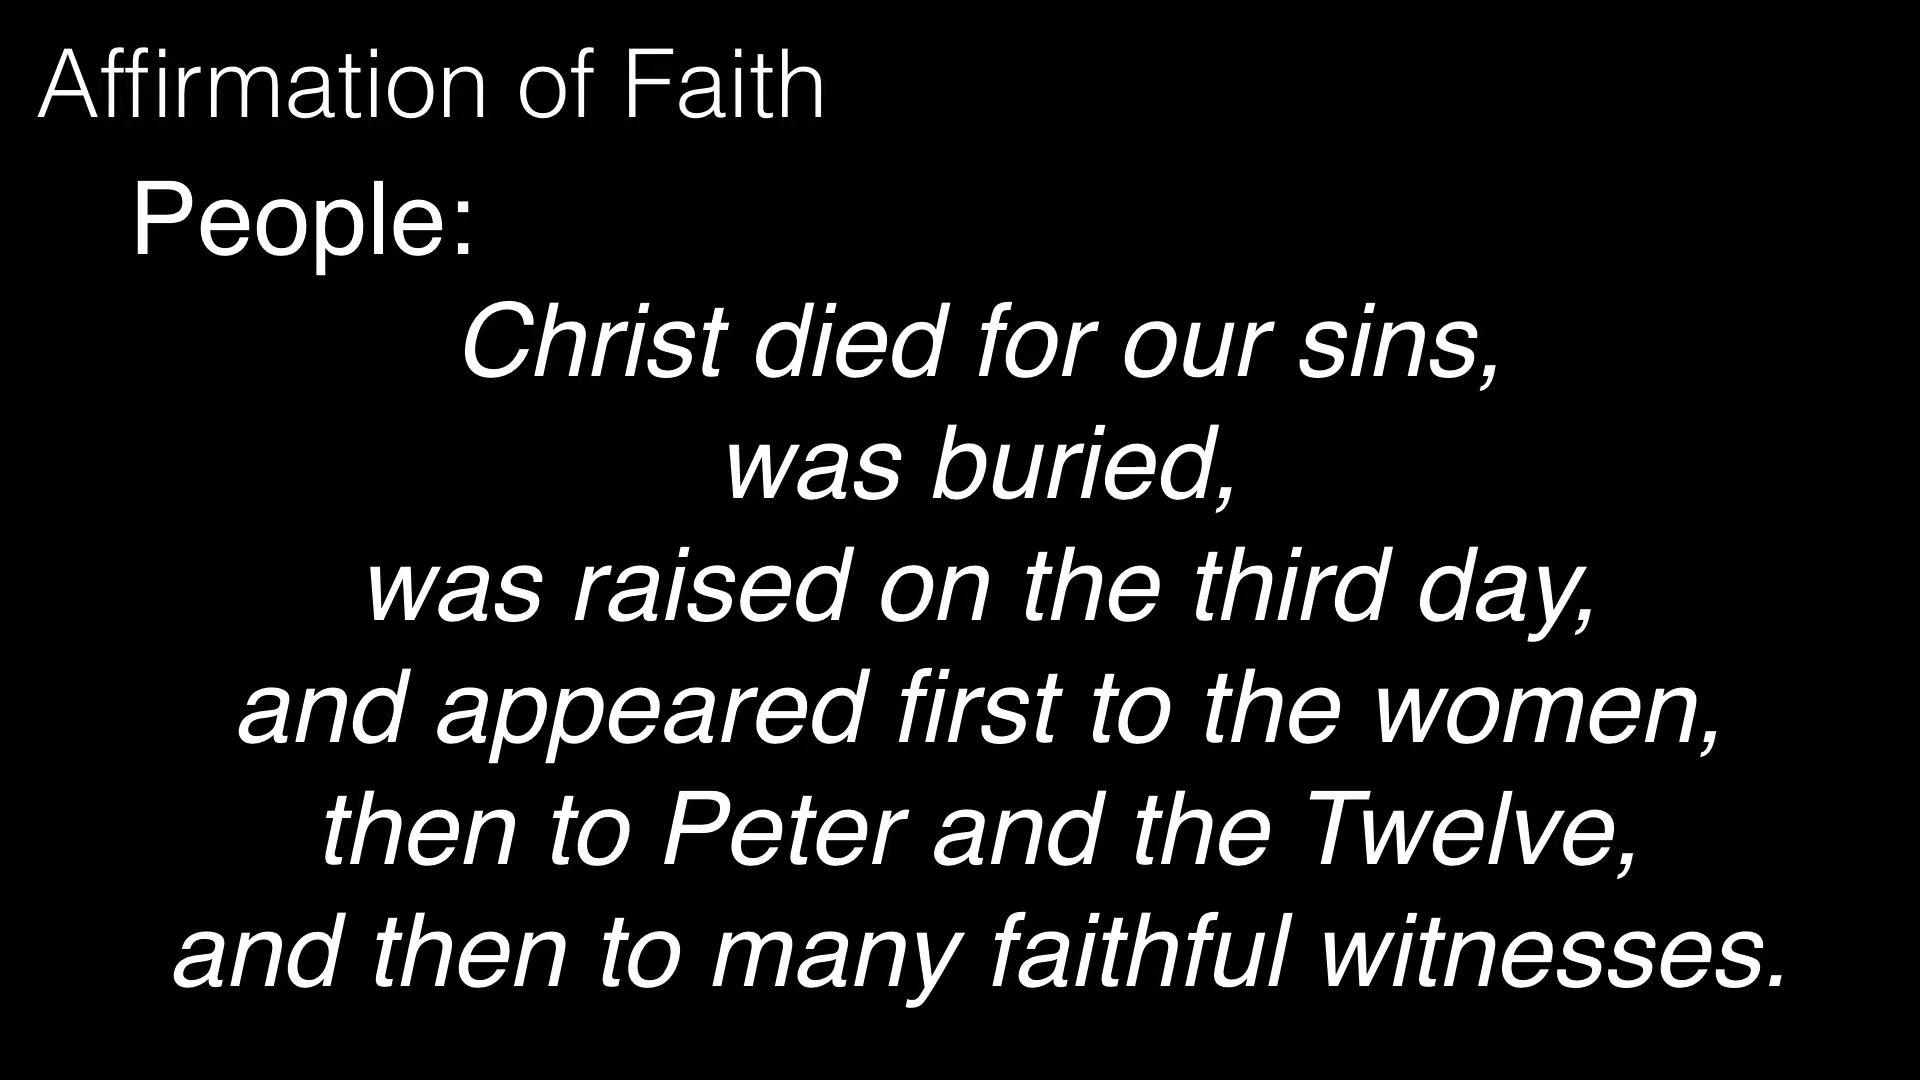 Affirmation of Faith
People:
Christ died for our sins,
was buried,
was raised on the third day,
and appeared first to the women,
then to Peter and the Twelve,
and then to many faithful witnesses.